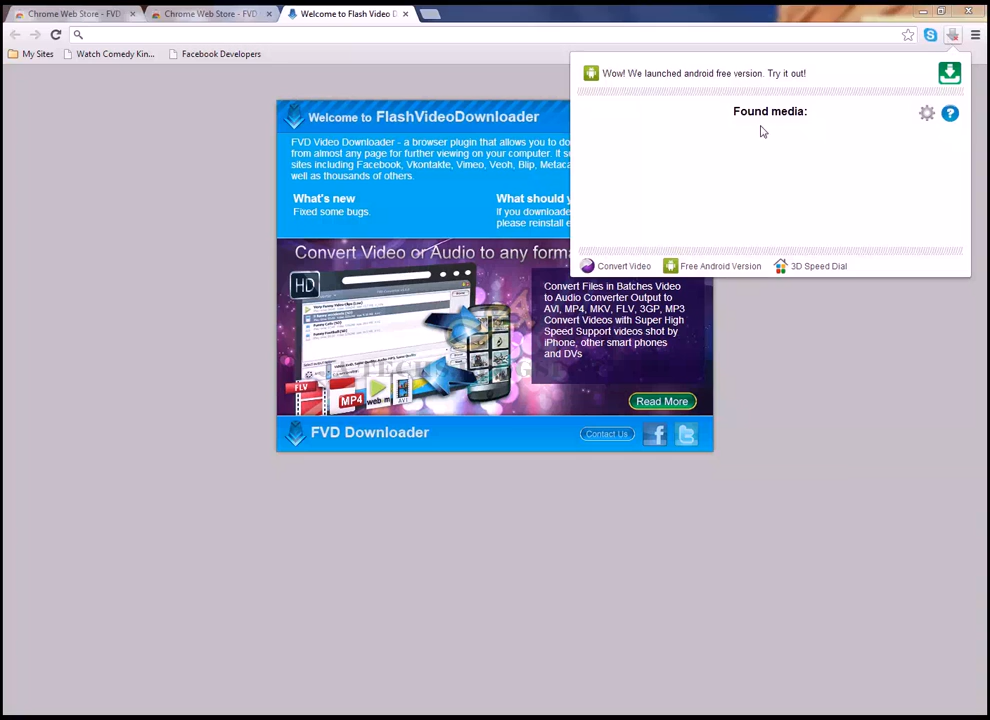 Chrome Web Store - FVD
Chrome Web Store - FVD
Welcome to Flash Video D
My Sites
Watch Comedy Kin...
Facebook Developers
Wow! We launched android free version. Try it out!
Found media:
Convert Video
Free Android Version
3D Speed Dial
Welcome to FlashVideoDownloader
FVD Video Downloader - a browser plugin that allows you to do
from almost any page for further viewing on your computer. It su
sites including Facebook, Vkontakte, Vimeo, Veoh, Blip, Metaca
well as thousands of others.
What's new
Fixed some bugs.
What should y
If you downloade
please reinstall e
Convert Video or Audio to any forma
HD
Convert Files in Batches Video
to Audio Converter Output to
AVI, MP4, MKV, FLV, 3GP, MP3
Convert Videos with Super High
Speed Support videos shot by
iPhone, other smart phones
and DVs
FLV
MP4
AVI
Read More
FVD Downloader
Contact Us